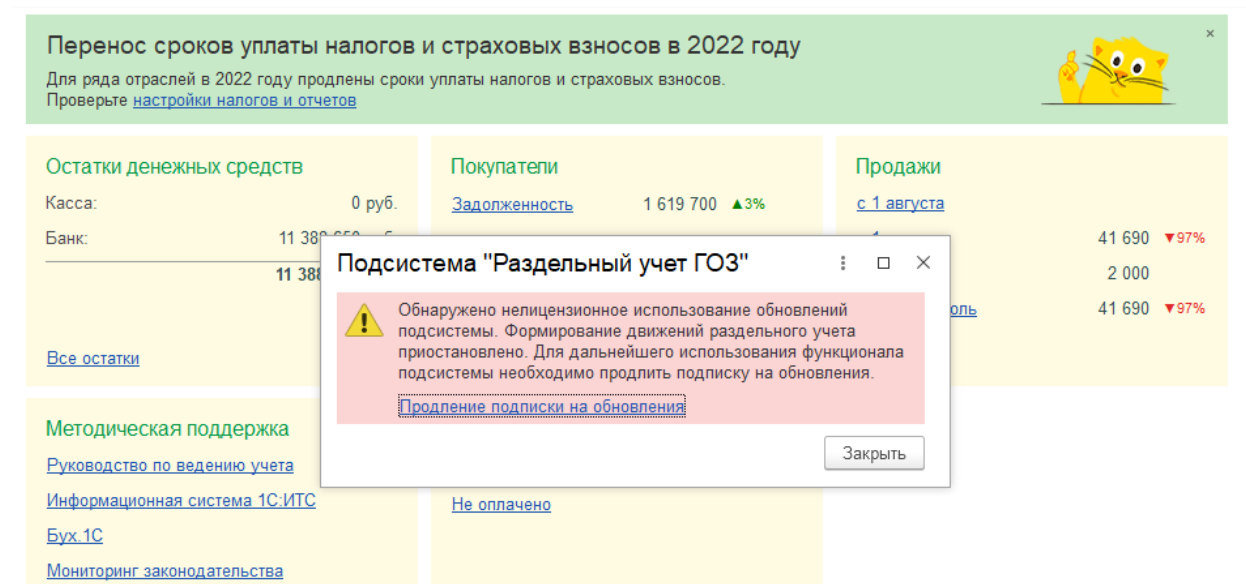 Перенос сроков уплаты налогов и страховых взносов в 2022 году
Для ряда отраслей в 2022 году продлены сроки уплаты налогов и страховых взносов.
Проверьте настройки налогов и отчетов
Остатки денежных средств
Касса: 0 руб.
Банк: 11 388
11 388
Все остатки
Покупатели
Задолженность 1 619 700 ▲3%
Продажи
с 1 августа
41 690 ▼97%
2 000
41 690 ▼97%
Подсистема "Раздельный учет ГОЗ"
Обнаружено нелицензионное использование обновлений
подсистемы. Формирование движений раздельного учета
приостановлено. Для дальнейшего использования функционала
подсистемы необходимо продлить подписку на обновления.
Продление подписки на обновления
Закрыть
Методическая поддержка
Руководство по ведению учета
Информационная система 1С:ИТС
Бух.1С
Мониторинг законодательства
Не оплачено